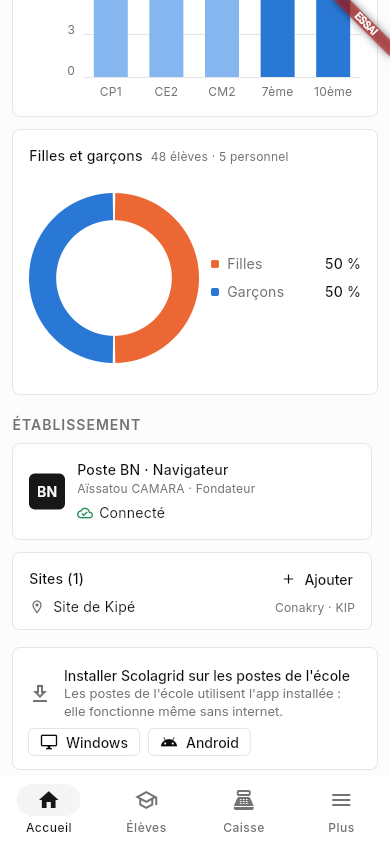 ESSAI
3
0
CP1 CE2 CM2 7ème 10ème
Filles et garçons 48 élèves · 5 personnel
Filles 50 %
Garçons 50 %
ÉTABLISSEMENT
BN
Poste BN · Navigateur
Aïssatou CAMARA · Fondateur
Connecté
Sites (1) + Ajouter
Site de Kipé Conakry · KIP
Installer Scolagrid sur les postes de l'école
Les postes de l'école utilisent l'app installée :
elle fonctionne même sans internet.
Windows Android
Accueil Élèves Caisse Plus